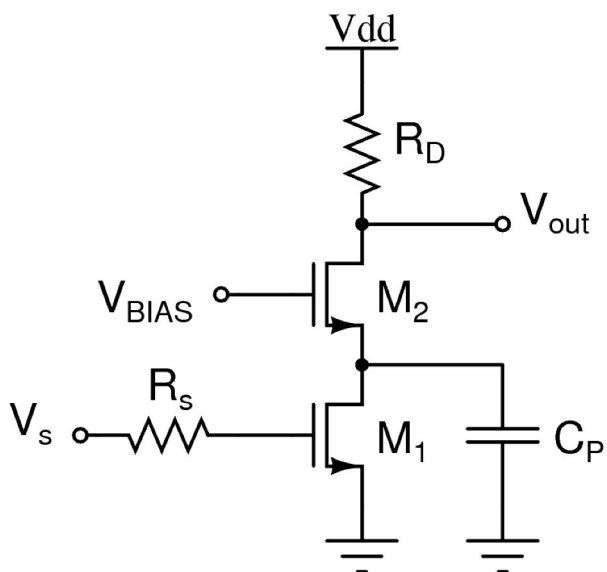 Vdd
R_D
V_out
V_BIAS
M_2
R_s
V_s
M_1
C_P